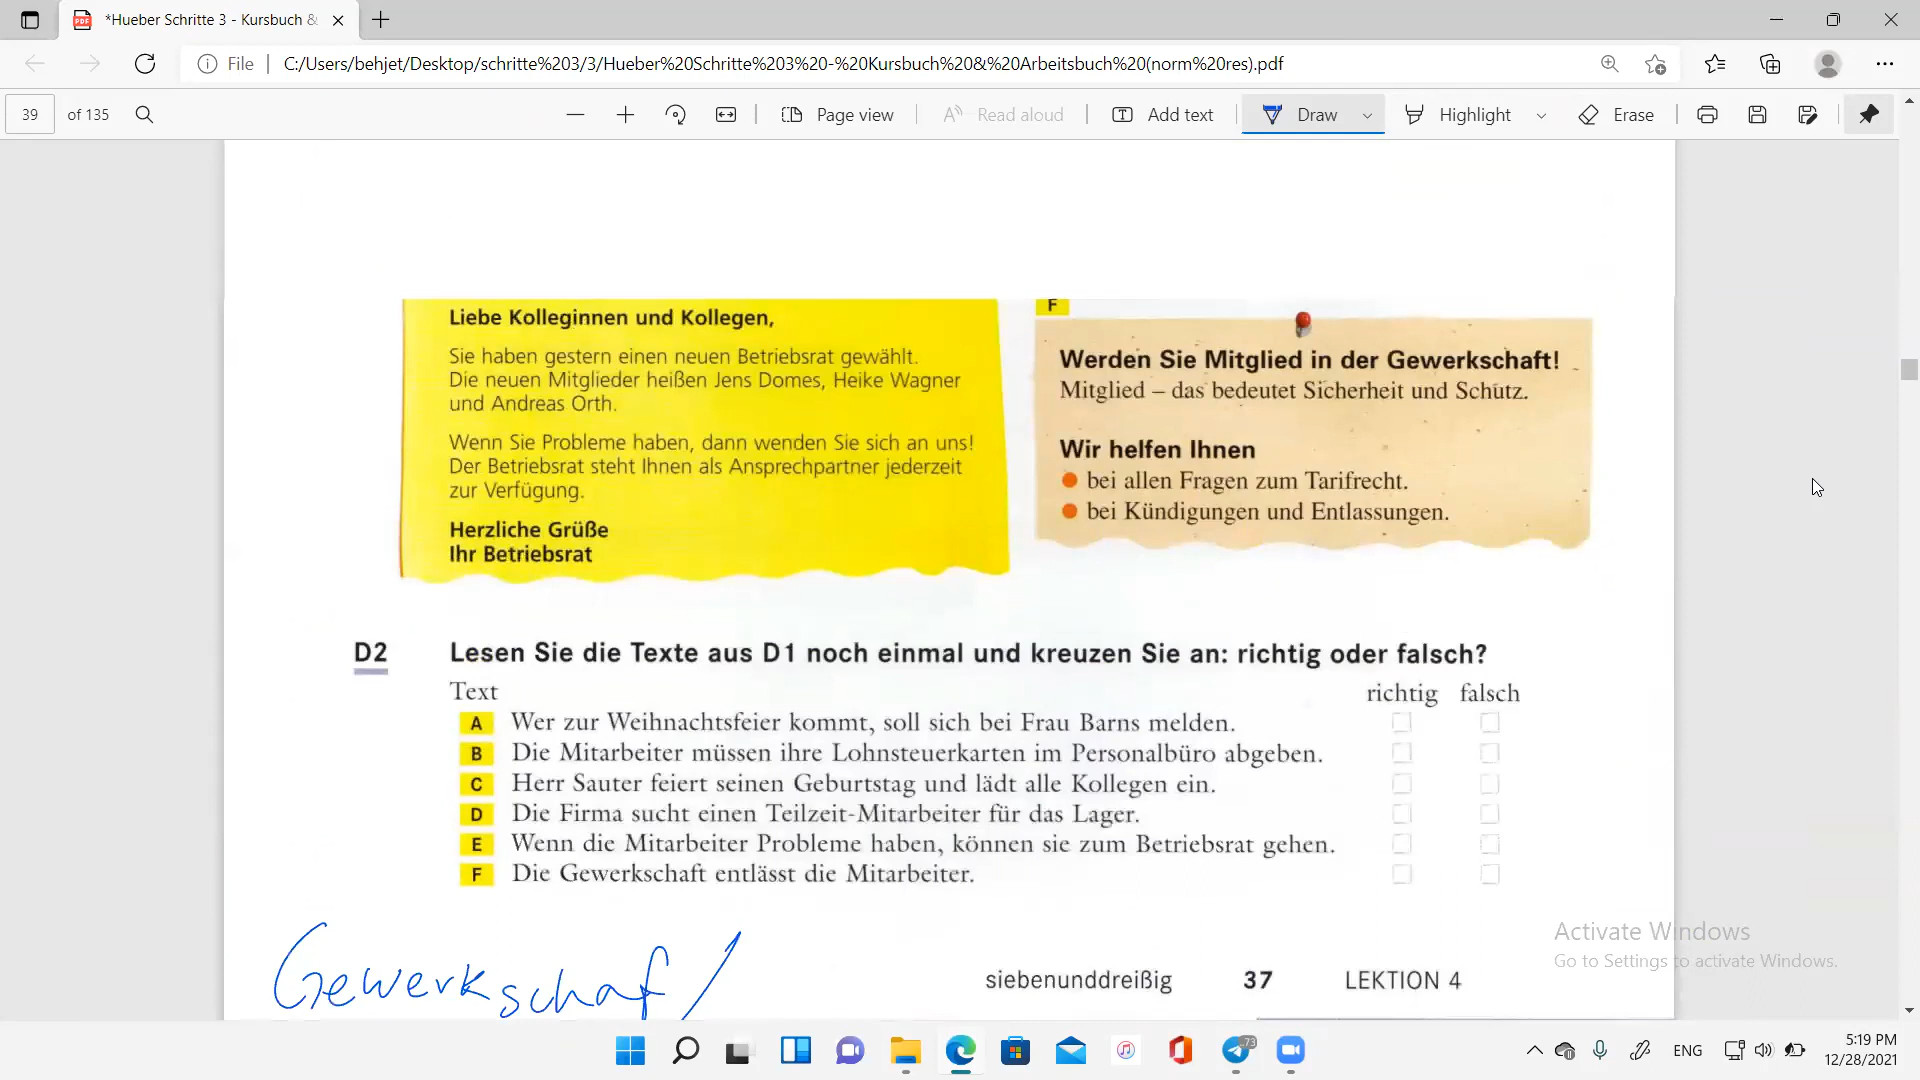 *Hueber Schritte 3 - Kursbuch &
File
C:/Users/behjet/Desktop/schritte%203/3/Hueber%20Schritte%203%20-%20Kursbuch%20&%20Arbeitsbuch%20(norm%20res).pdf
39 of 135
Page view
Read aloud
Add text
Draw
Highlight
Erase
Liebe Kolleginnen und Kollegen,
Sie haben gestern einen neuen Betriebsrat gewählt.
Die neuen Mitglieder heißen Jens Domes, Heike Wagner
und Andreas Orth.
Wenn Sie Probleme haben, dann wenden Sie sich an uns!
Der Betriebsrat steht Ihnen als Ansprechpartner jederzeit
zur Verfügung.
Herzliche Grüße
Ihr Betriebsrat
F
Werden Sie Mitglied in der Gewerkschaft!
Mitglied – das bedeutet Sicherheit und Schutz.
Wir helfen Ihnen
bei allen Fragen zum Tarifrecht.
bei Kündigungen und Entlassungen.
D2 Lesen Sie die Texte aus D1 noch einmal und kreuzen Sie an: richtig oder falsch?
Text richtig falsch
A Wer zur Weihnachtsfeier kommt, soll sich bei Frau Barns melden.
B Die Mitarbeiter müssen ihre Lohnsteuerkarten im Personalbüro abgeben.
C Herr Sauter feiert seinen Geburtstag und lädt alle Kollegen ein.
D Die Firma sucht einen Teilzeit-Mitarbeiter für das Lager.
E Wenn die Mitarbeiter Probleme haben, können sie zum Betriebsrat gehen.
F Die Gewerkschaft entlässt die Mitarbeiter.
Gewerkschaf
siebenunddreißig 37 LEKTION 4
Activate Windows
Go to Settings to activate Windows.
73
ENG
5:19 PM
12/28/2021